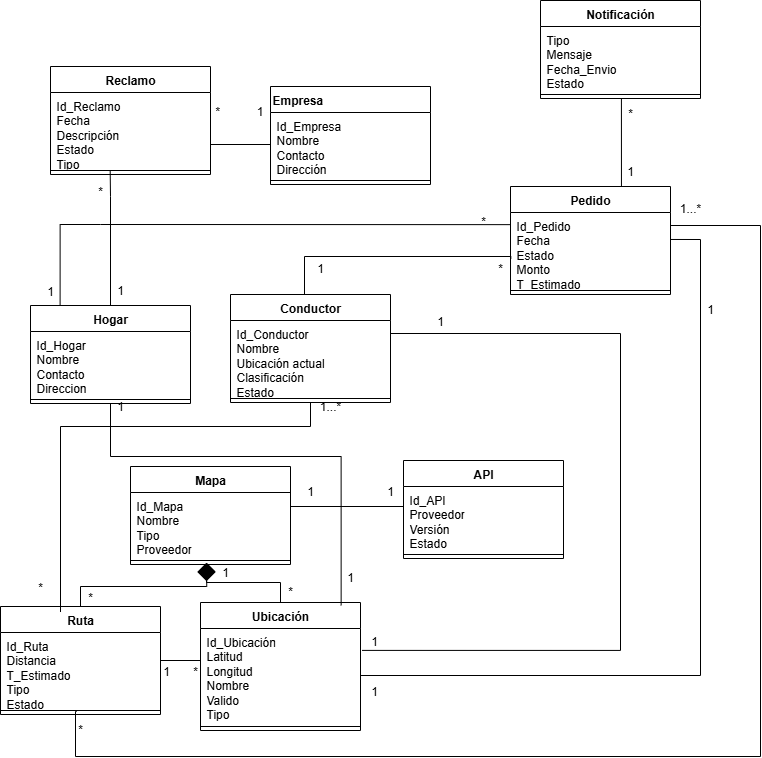 Notificación
Tipo
Mensaje
Fecha_Envio
Estado
Reclamo
Id_Reclamo
Fecha
Descripción
Estado
Tipo
*
1
Empresa
Id_Empresa
Nombre
Contacto
Dirección
*
1
Pedido
Id_Pedido
Fecha
Estado
Monto
T_Estimado
1...*
*
*
1
*
1
1
1
Hogar
Id_Hogar
Nombre
Contacto
Direccion
1
Conductor
Id_Conductor
Nombre
Ubicación actual
Clasificación
Estado
1
1...*
1
Mapa
Id_Mapa
Nombre
Tipo
Proveedor
1
1
API
Id_API
Proveedor
Versión
Estado
1
*
*
*
1
Ruta
Id_Ruta
Distancia
T_Estimado
Tipo
Estado
1
*
*
Ubicación
Id_Ubicación
Latitud
Longitud
Nombre
Valido
Tipo
1
1